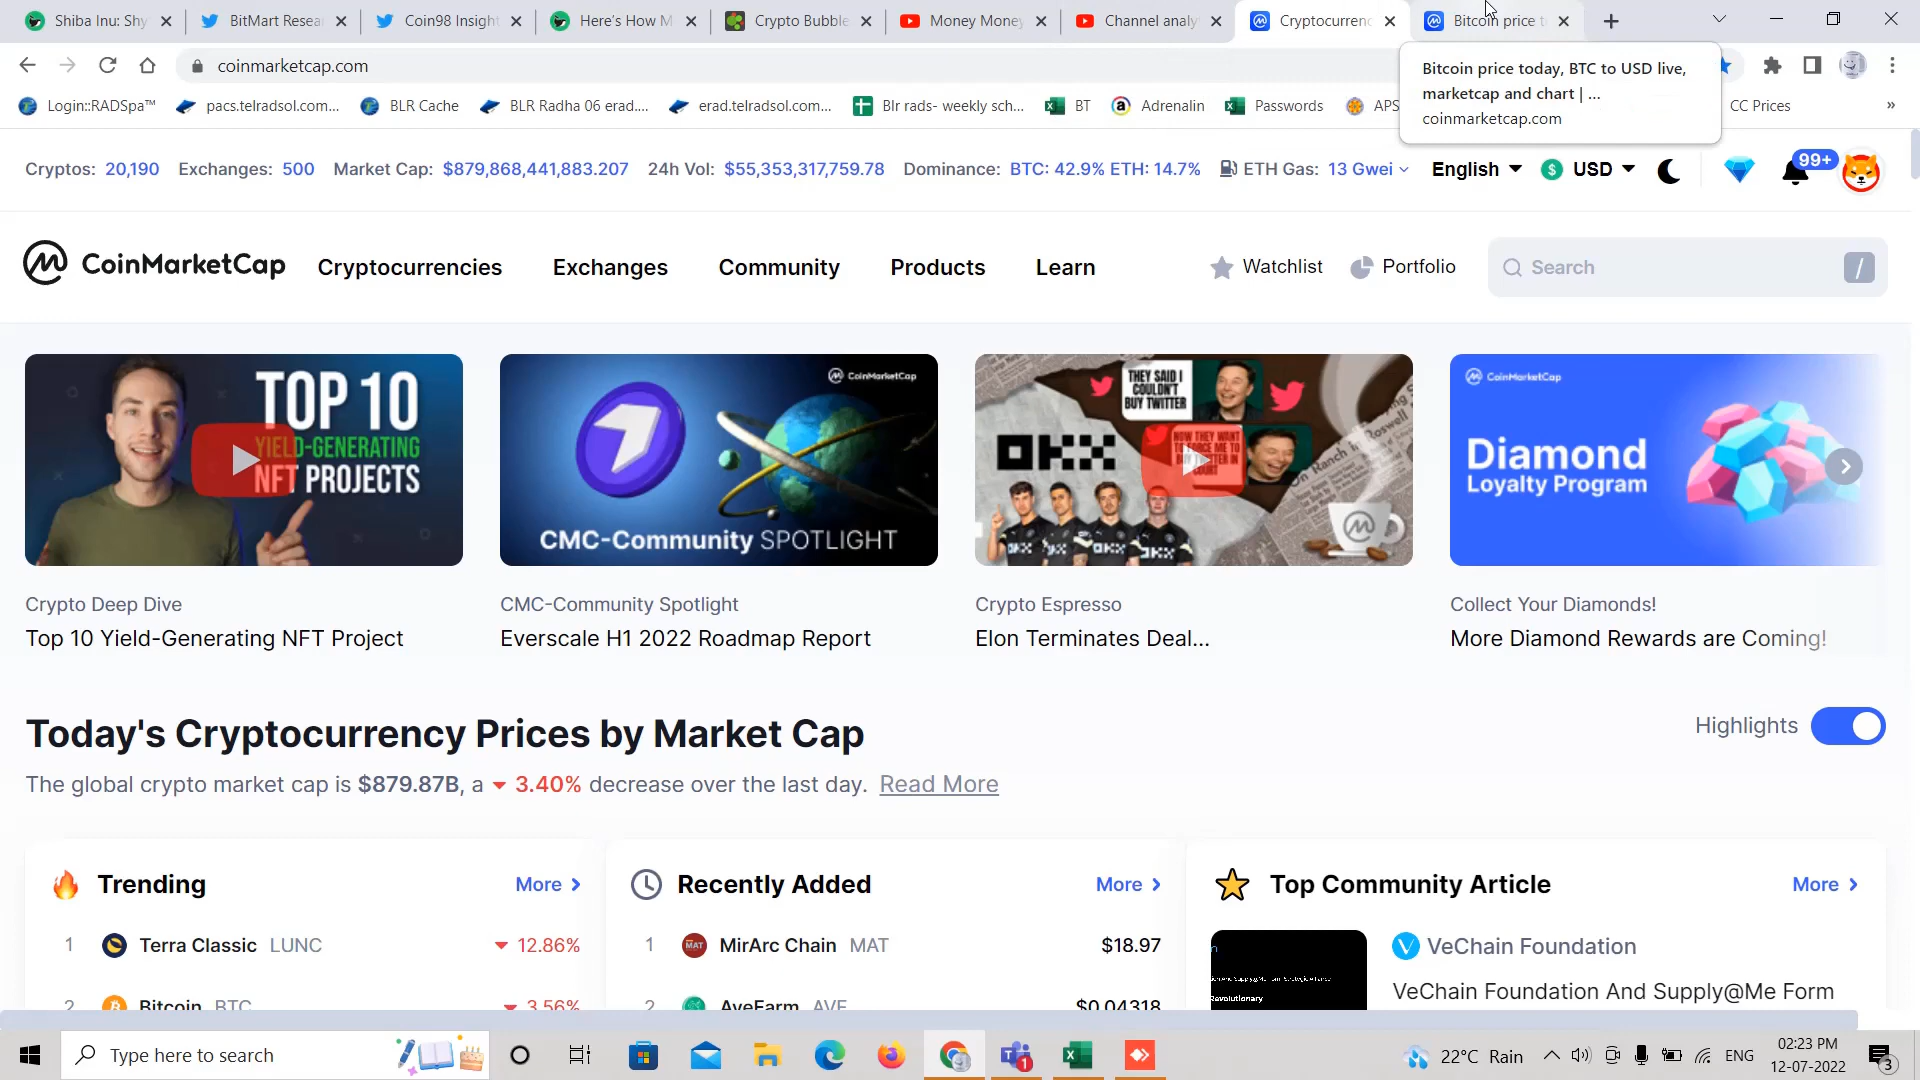 Shiba Inu: Shy
BitMart Resea
Coin98 Insight
Here's How M
Crypto Bubble
Money Money
Channel analy
Cryptocurrenc
Bitcoin price to
coinmarketcap.com
Bitcoin price today, BTC to USD live,
marketcap and chart | ...
coinmarketcap.com
Login::RADSpa™
pacs.telradsol.com...
BLR Cache
BLR Radha 06 erad....
erad.telradsol.com...
Blr rads- weekly sch...
BT
Adrenalin
Passwords
APS
CC Prices
»
Cryptos: 20,190 Exchanges: 500 Market Cap: $879,868,441,883.207 24h Vol: $55,353,317,759.78 Dominance: BTC: 42.9% ETH: 14.7% ETH Gas: 13 Gwei English USD 99+
CoinMarketCap Cryptocurrencies Exchanges Community Products Learn Watchlist Portfolio Search /
TOP 10
YIELD-GENERATING
NFT PROJECTS
CoinMarketCap
CMC-Community SPOTLIGHT
THEY SAID I
COULDN'T
BUY TWITTER
NOW THEY WANT
TO FORCE ME TO
BUY TWITTER IN
COURT
OKX
CoinMarketCap
Diamond
Loyalty Program
Crypto Deep Dive
Top 10 Yield-Generating NFT Project
CMC-Community Spotlight
Everscale H1 2022 Roadmap Report
Crypto Espresso
Elon Terminates Deal...
Collect Your Diamonds!
More Diamond Rewards are Coming!
Today's Cryptocurrency Prices by Market Cap
Highlights
The global crypto market cap is $879.87B, a 3.40% decrease over the last day. Read More
Trending More
1 Terra Classic LUNC 12.86%
2 Bitcoin BTC 3.56%
Recently Added More
1 MirArc Chain MAT $18.97
2 AveFarm AVE $0.04318
Top Community Article More
VeChain Foundation
VeChain Foundation And Supply@Me Form
Revolutionary
Type here to search
22°C Rain
ENG
02:23 PM
12-07-2022
1
3